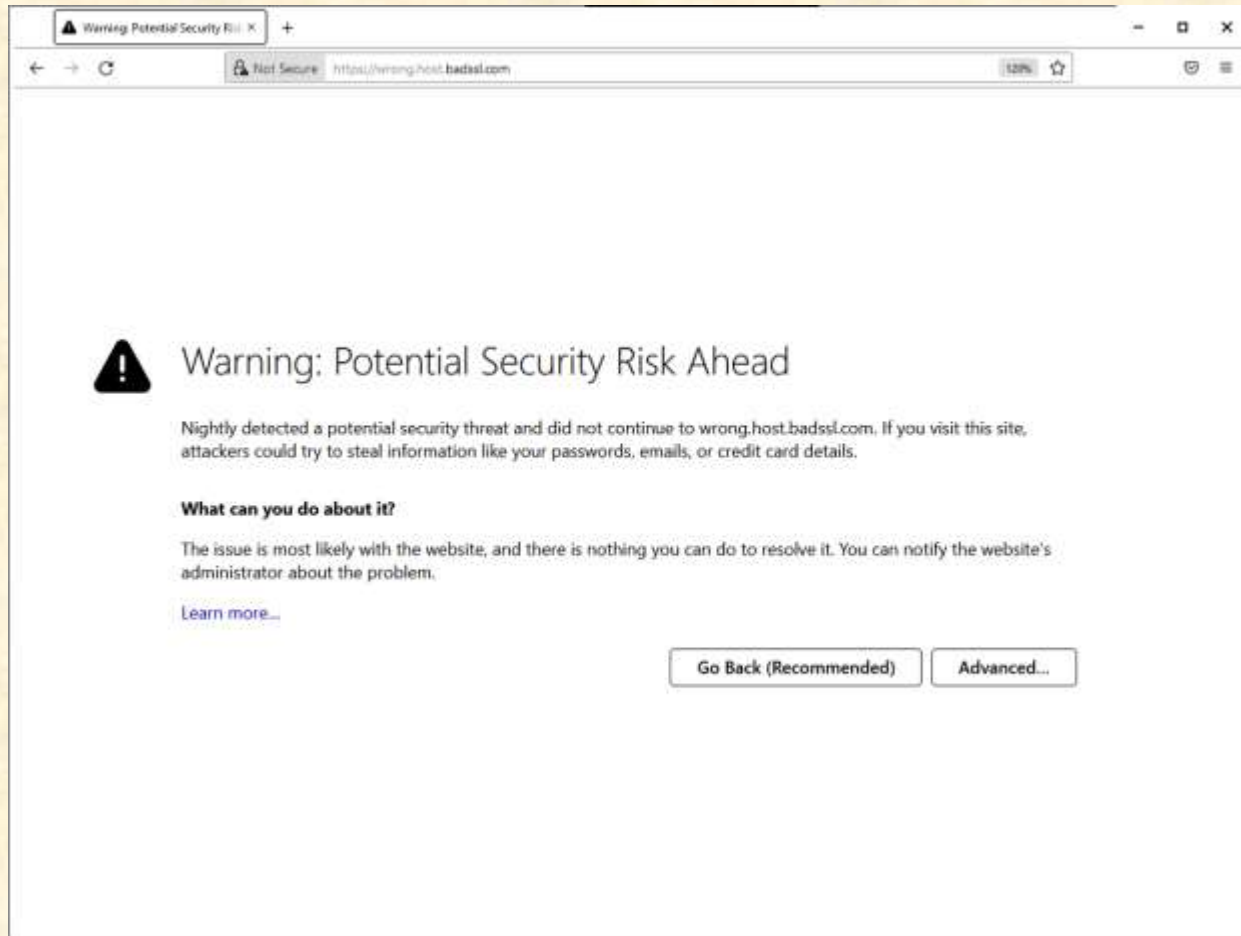 Warning: Potential Security Ri
Not Secure https://wrong.host.badssl.com 120%
Warning: Potential Security Risk Ahead
Nightly detected a potential security threat and did not continue to wrong.host.badssl.com. If you visit this site,
attackers could try to steal information like your passwords, emails, or credit card details.
What can you do about it?
The issue is most likely with the website, and there is nothing you can do to resolve it. You can notify the website's
administrator about the problem.
Learn more...
Go Back (Recommended) Advanced...